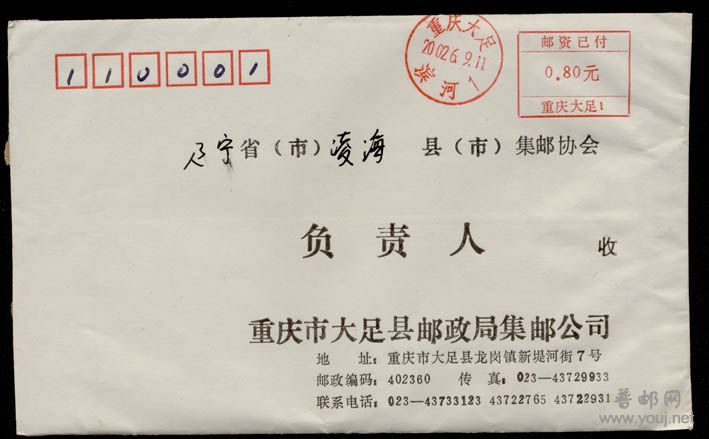 110001
重庆大足
2002.6.9.11
滨河
1
邮资已付
0.80元
重庆大足1
辽宁省(市)凌海 县(市)集邮协会
负责人 收
重庆市大足县邮政局集邮公司
地 址:重庆市大足县龙岗镇新堤河街7号
邮政编码:402360 传 真:023—43729933
联系电话:023—43733123 43722765 43722931
普邮网
www.youj.net